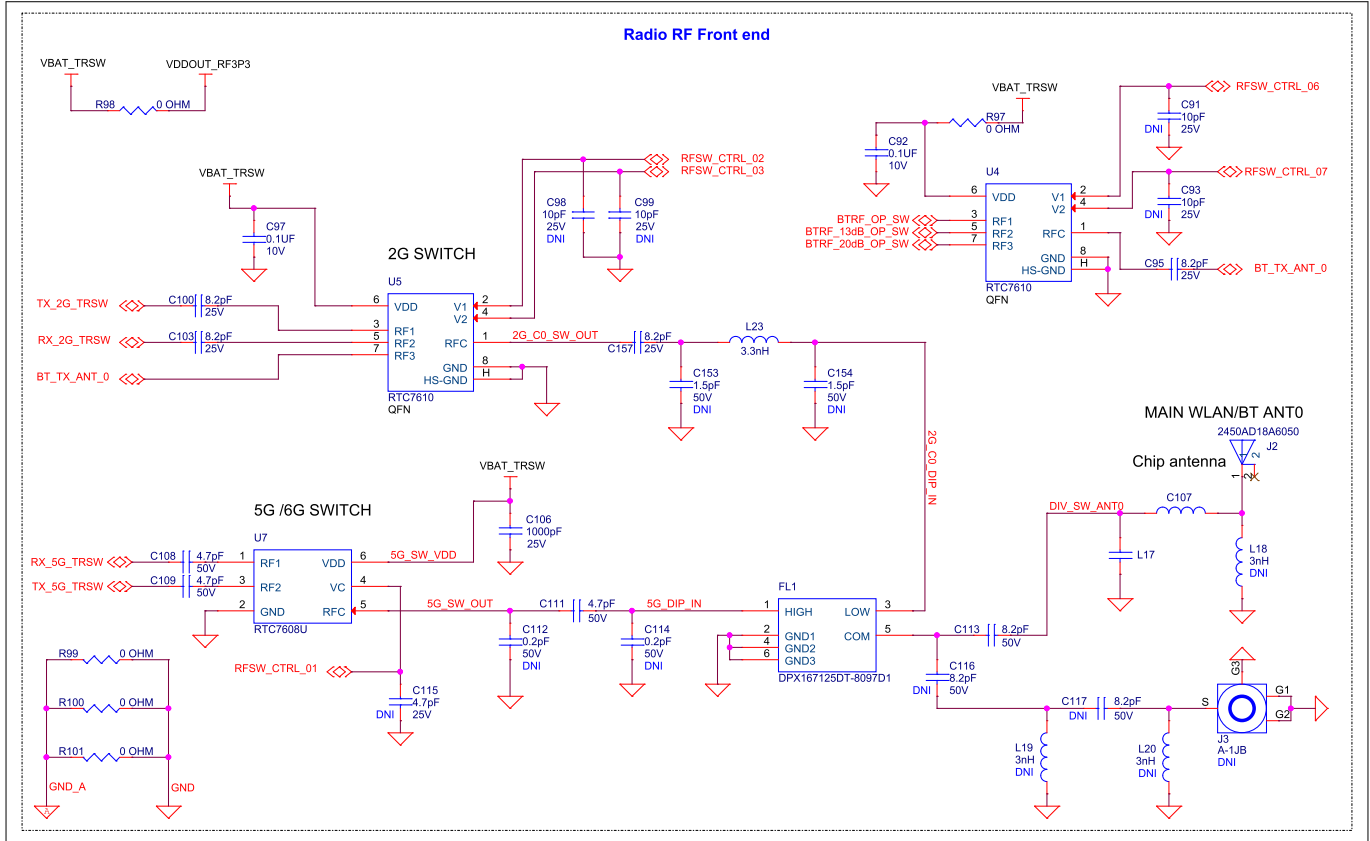 Radio RF Front end
VBAT_TRSW
VDDOUT_RF3P3
R98
0 OHM
VBAT_TRSW
C97
0.1UF
10V
2G SWITCH
U5
TX_2G_TRSW
C100
8.2pF
25V
RX_2G_TRSW
C103
8.2pF
25V
BT_TX_ANT_0
6
3
5
7
VDD
RF1
RF2
RF3
V1
V2
RFC
GND
HS-GND
2
4
1
8
H
RTC7610
QFN
RFSW_CTRL_02
RFSW_CTRL_03
C98
10pF
25V
DNI
C99
10pF
25V
DNI
2G_C0_SW_OUT
C157
8.2pF
25V
L23
3.3nH
C153
1.5pF
50V
DNI
C154
1.5pF
50V
DNI
2G_C0_DIP_IN
VBAT_TRSW
R97
0 OHM
C92
0.1UF
10V
U4
BTRF_OP_SW
BTRF_13dB_OP_SW
BTRF_20dB_OP_SW
6
3
5
7
VDD
RF1
RF2
RF3
V1
V2
RFC
GND
HS-GND
2
4
1
8
H
RTC7610
QFN
RFSW_CTRL_06
C91
10pF
DNI
25V
RFSW_CTRL_07
C93
10pF
DNI
25V
C95
8.2pF
25V
BT_TX_ANT_0
5G /6G SWITCH
U7
RX_5G_TRSW
C108
4.7pF
50V
TX_5G_TRSW
C109
4.7pF
50V
1
3
2
RF1
RF2
GND
VDD
VC
RFC
6
4
5
RTC7608U
VBAT_TRSW
5G_SW_VDD
C106
1000pF
25V
RFSW_CTRL_01
C115
4.7pF
DNI
25V
5G_SW_OUT
C112
0.2pF
50V
DNI
C111
4.7pF
50V
5G_DIP_IN
C114
0.2pF
50V
DNI
FL1
1
2
4
6
HIGH
GND1
GND2
GND3
LOW
COM
3
5
DPX167125DT-8097D1
MAIN WLAN/BT ANT0
2450AD18A6050
J2
Chip antenna
1
2
2
DIV_SW_ANT0
C107
L17
L18
3nH
DNI
C113
8.2pF
50V
C116
8.2pF
DNI
50V
C117
8.2pF
DNI
50V
L19
3nH
DNI
L20
3nH
DNI
S
G3
G1
G2
J3
A-1JB
DNI
R99
0 OHM
R100
0 OHM
R101
0 OHM
GND_A
GND
A